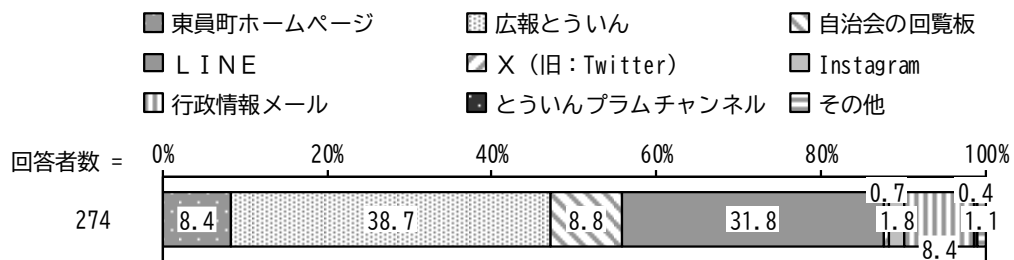 東員町ホームページ 広報とういん 自治会の回覧板
ＬＩＮＥ Ｘ（旧：Twitter） Instagram
行政情報メール とういんプラムチャンネル その他
回答者数 = 0% 20% 40% 60% 80% 100%
0.7 0.4
274 8.4 38.7 8.8 31.8 1.8 1.1
8.4